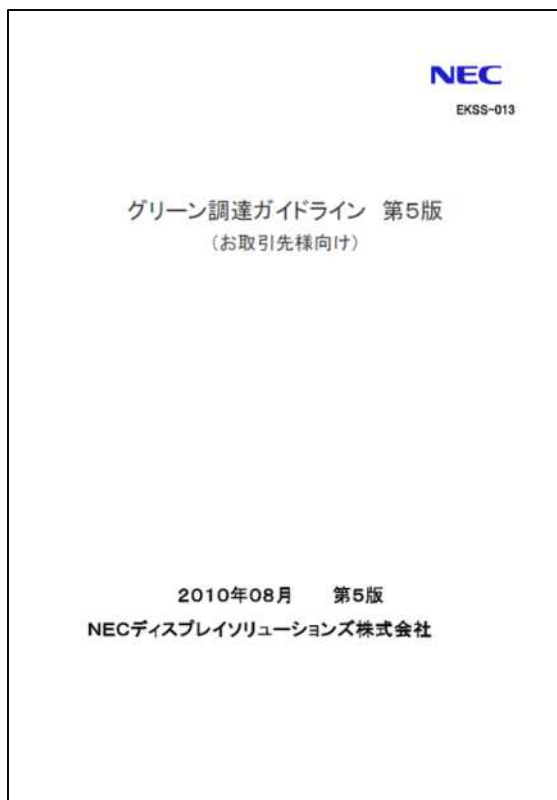 NEC
EKSS-013
グリーン調達ガイドライン 第5版
(お取引先様向け)
2010年08月 第5版
NECディスプレイソリューションズ株式会社